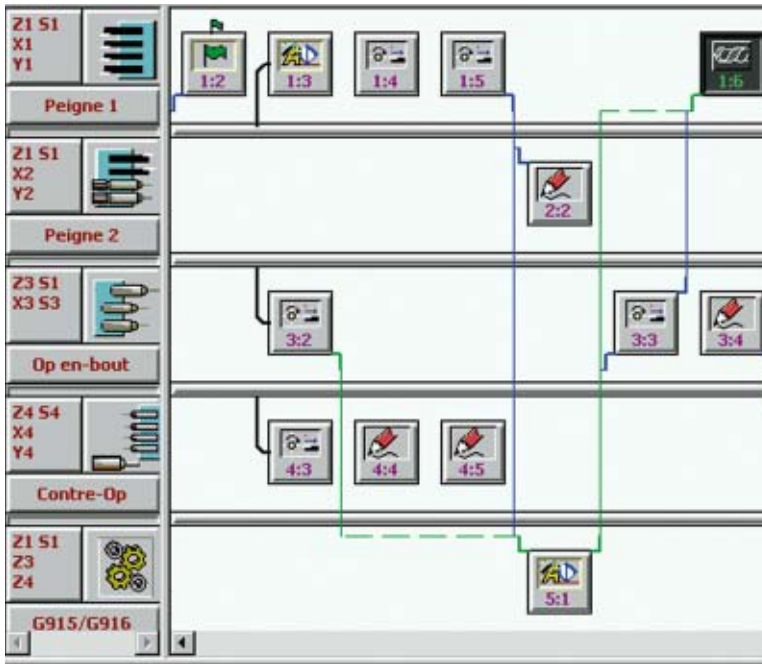 Z1 S1
X1
Y1
Peigne 1
1:2
1:3
1:4
1:5
1:6
Z1 S1
X2
Y2
Peigne 2
2:2
Z3 S1
X3 S3
Op en-bout
3:2
3:3
3:4
Z4 S4
X4
Y4
Contre-Op
4:3
4:4
4:5
Z1 S1
Z3
Z4
G915/G916
5:1